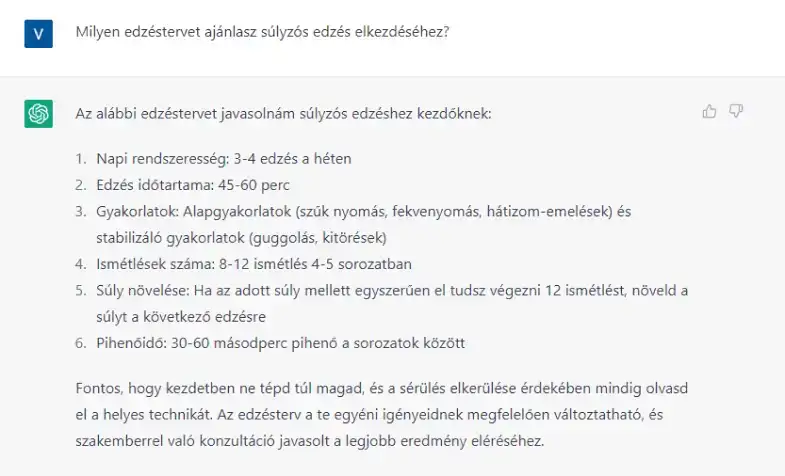 V
Milyen edzéstervet ajánlasz súlyzós edzés elkezdéséhez?
Az alábbi edzéstervet javasolnám súlyzós edzéshez kezdőknek:
1. Napi rendszeresség: 3-4 edzés a héten
2. Edzés időtartama: 45-60 perc
3. Gyakorlatok: Alapgyakorlatok (szűk nyomás, fekvenyomás, hátizom-emelések) és
stabilizáló gyakorlatok (guggolás, kitörések)
4. Ismétlések száma: 8-12 ismétlés 4-5 sorozatban
5. Súly növelése: Ha az adott súly mellett egyszerűen el tudsz végezni 12 ismétlést, növeld a
súlyt a következő edzésre
6. Pihenőidő: 30-60 másodperc pihenő a sorozatok között
Fontos, hogy kezdetben ne tépd túl magad, és a sérülés elkerülése érdekében mindig olvasd
el a helyes technikát. Az edzésterv a te egyéni igényeidnek megfelelően változtatható, és
szakemberrel való konzultáció javasolt a legjobb eredmény eléréséhez.